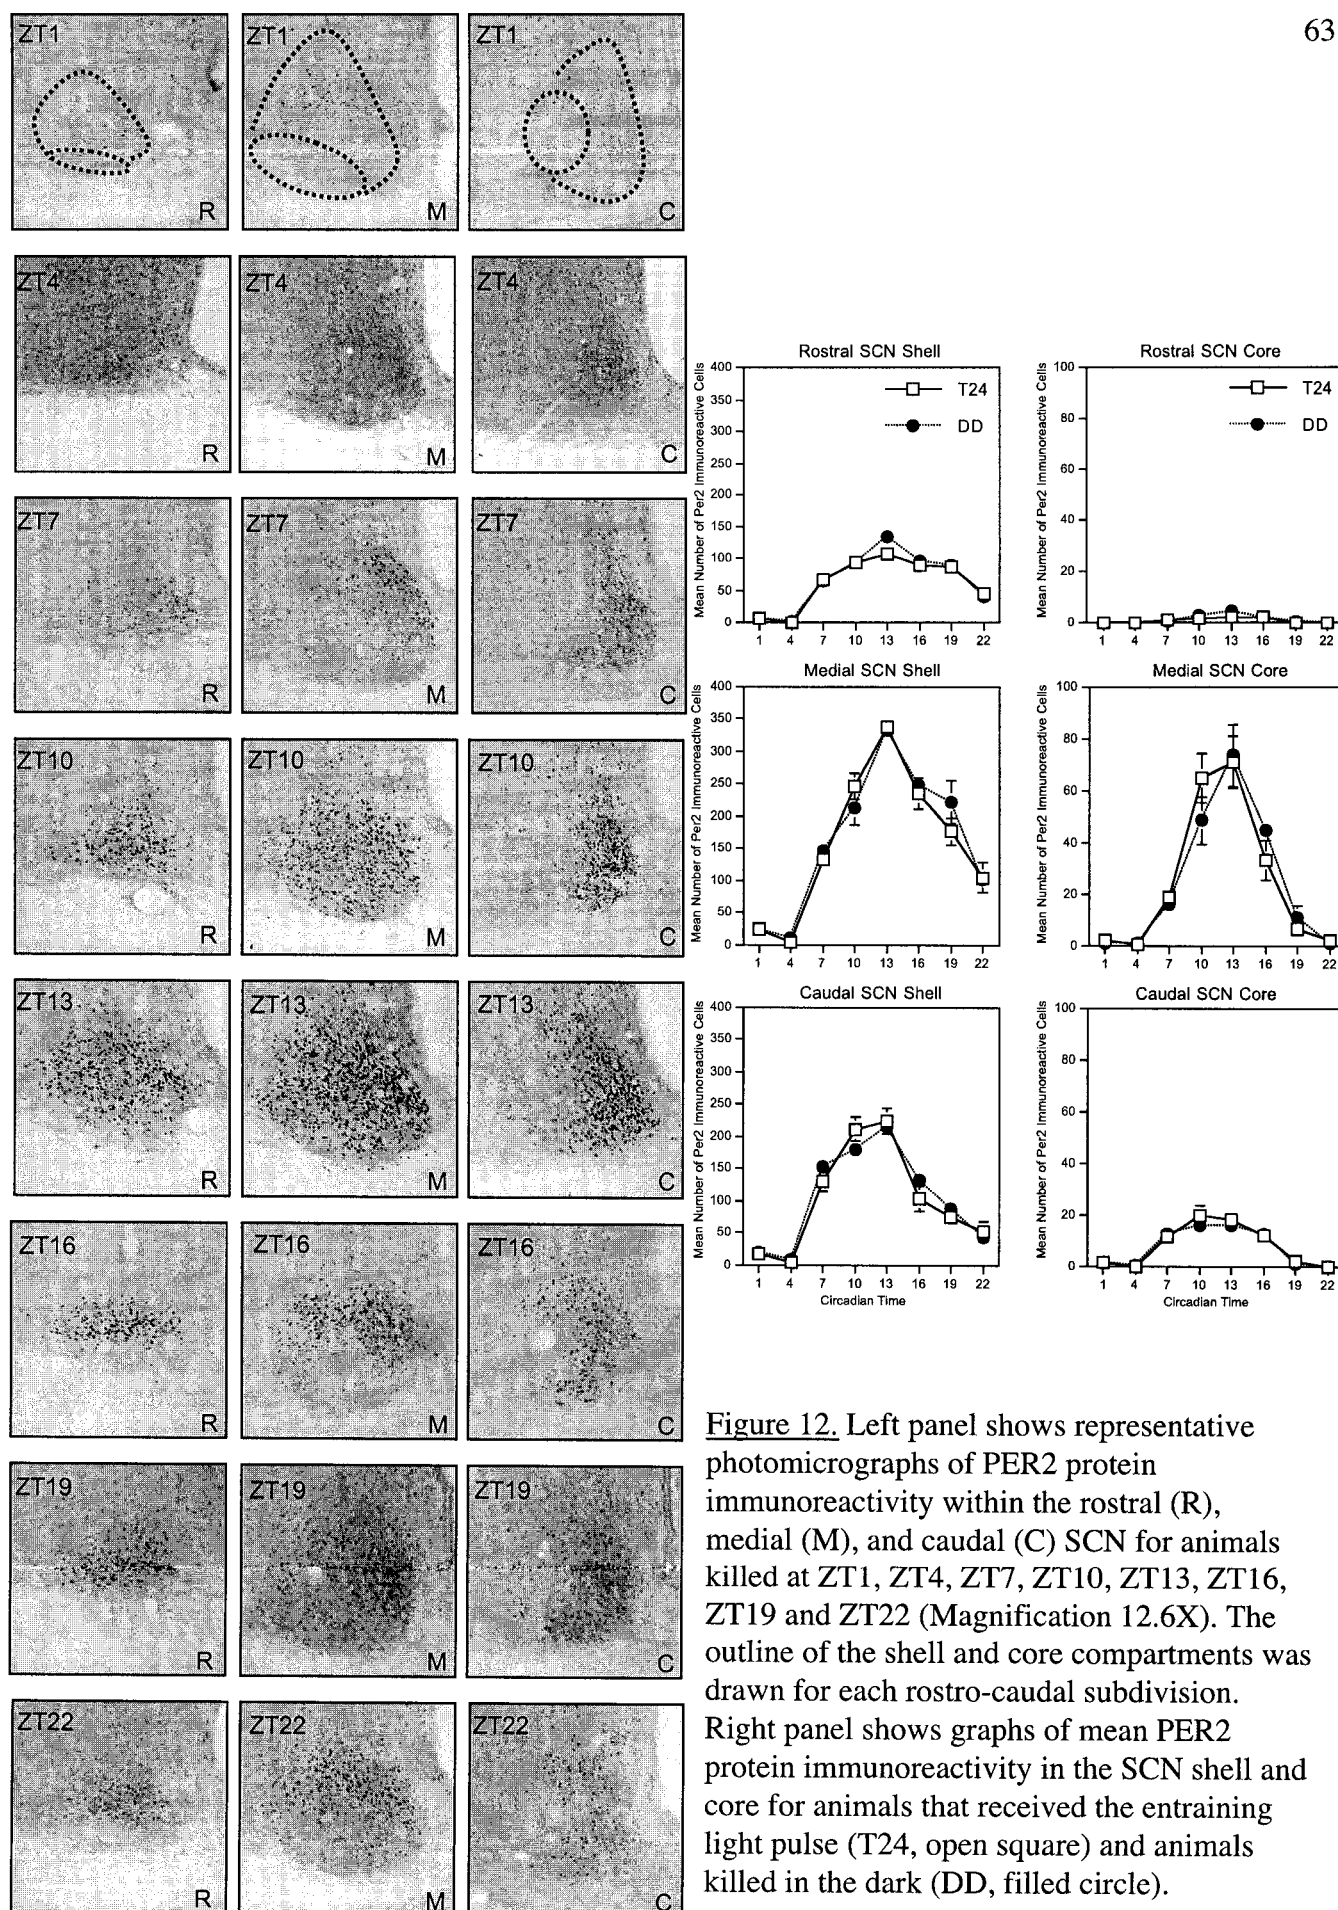 63
ZT1
R
ZT1
M
ZT1
C
ZT4
R
ZT4
M
ZT4
C
ZT7
R
ZT7
M
ZT7
C
ZT10
R
ZT10
M
ZT10
C
ZT13
R
ZT13
M
ZT13
C
ZT16
R
ZT16
M
ZT16
C
ZT19
R
ZT19
M
ZT19
C
ZT22
R
ZT22
M
ZT22
C
Rostral SCN Shell
Mean Number of Per2 Immunoreactive Cells
400
350
300
250
200
150
100
50
0
T24
DD
1 4 7 10 13 16 19 22
Rostral SCN Core
Mean Number of Per2 Immunoreactive Cells
100
80
60
40
20
0
T24
DD
1 4 7 10 13 16 19 22
Medial SCN Shell
Mean Number of Per2 Immunoreactive Cells
400
350
300
250
200
150
100
50
0
1 4 7 10 13 16 19 22
Medial SCN Core
Mean Number of Per2 Immunoreactive Cells
100
80
60
40
20
0
1 4 7 10 13 16 19 22
Caudal SCN Shell
Mean Number of Per2 Immunoreactive Cells
400
350
300
250
200
150
100
50
0
1 4 7 10 13 16 19 22
Circadian Time
Caudal SCN Core
Mean Number of Per2 Immunoreactive Cells
100
80
60
40
20
0
1 4 7 10 13 16 19 22
Circadian Time
Figure 12. Left panel shows representative
photomicrographs of PER2 protein
immunoreactivity within the rostral (R),
medial (M), and caudal (C) SCN for animals
killed at ZT1, ZT4, ZT7, ZT10, ZT13, ZT16,
ZT19 and ZT22 (Magnification 12.6X). The
outline of the shell and core compartments was
drawn for each rostro-caudal subdivision.
Right panel shows graphs of mean PER2
protein immunoreactivity in the SCN shell and
core for animals that received the entraining
light pulse (T24, open square) and animals
killed in the dark (DD, filled circle).